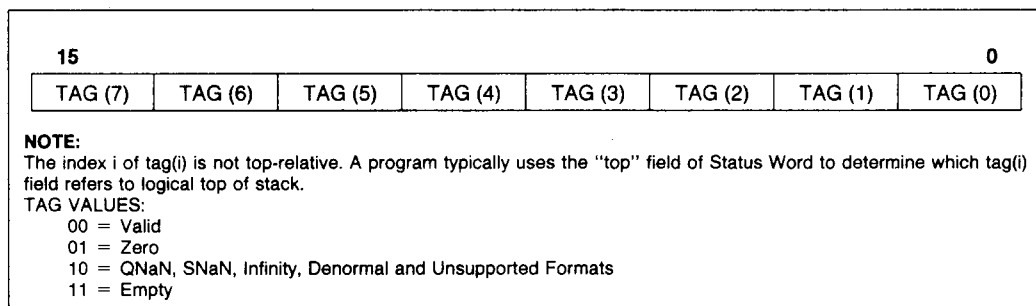 15 0
TAG (7) TAG (6) TAG (5) TAG (4) TAG (3) TAG (2) TAG (1) TAG (0)
NOTE:
The index i of tag(i) is not top-relative. A program typically uses the "top" field of Status Word to determine which tag(i)
field refers to logical top of stack.
TAG VALUES:
00 = Valid
01 = Zero
10 = QNaN, SNaN, Infinity, Denormal and Unsupported Formats
11 = Empty